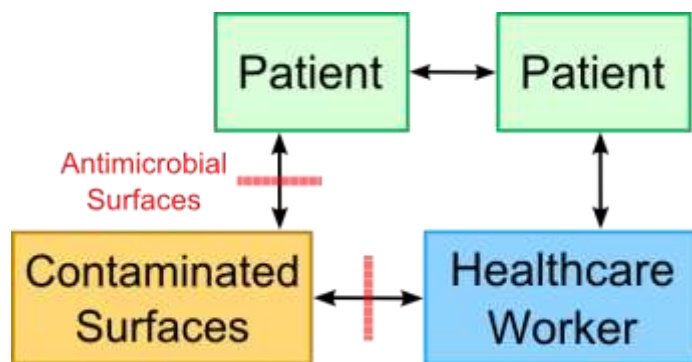 Patient
Patient
Antimicrobial
Surfaces
Contaminated
Surfaces
Healthcare
Worker